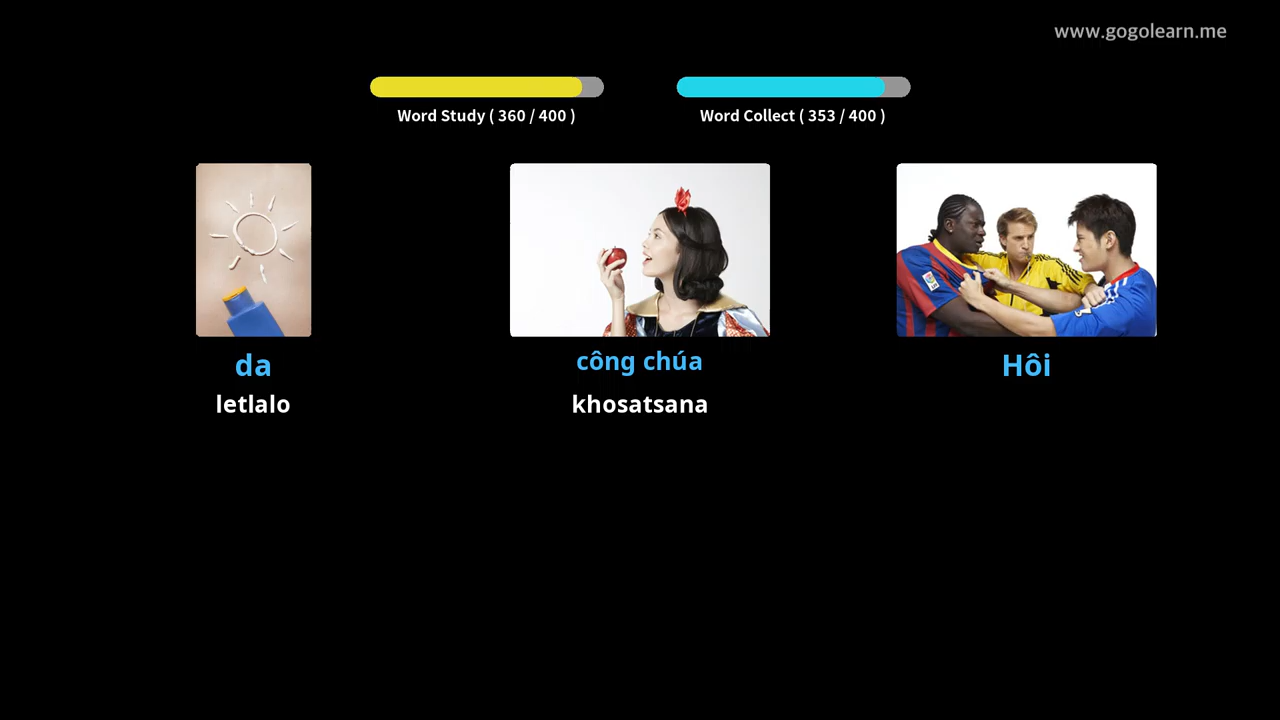 www.gogolearn.me
Word Study ( 360 / 400 )
Word Collect ( 353 / 400 )
da
công chúa
Hôi
letlalo
khosatsana